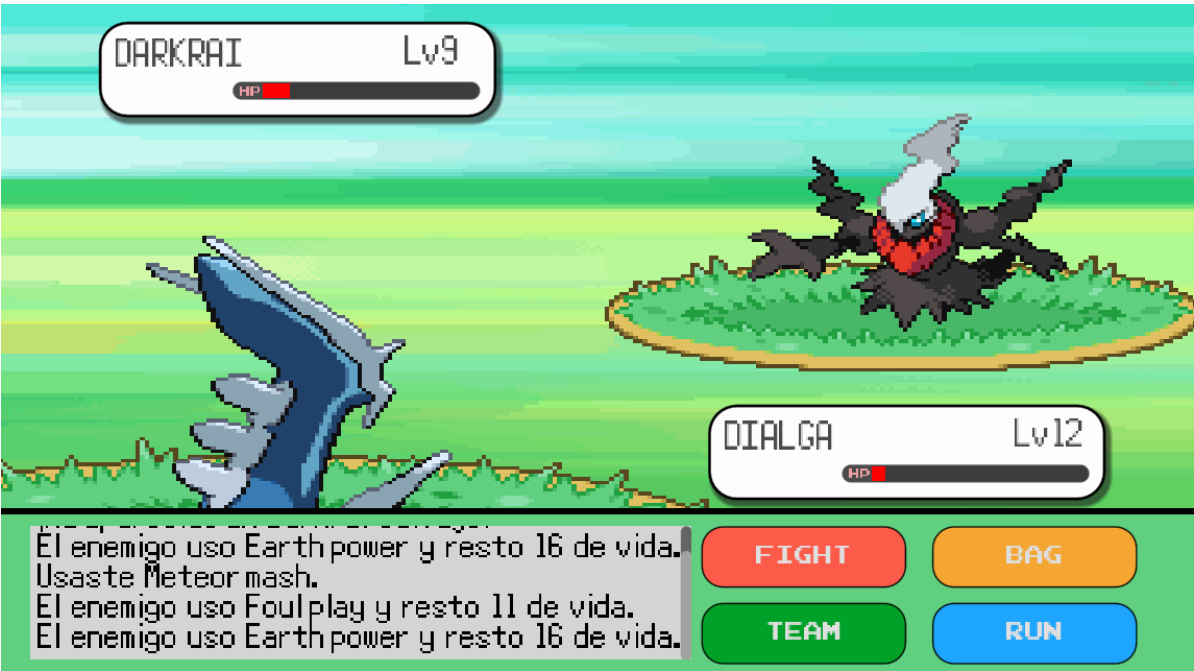 DARKRAI Lv9
HP
DIALGA Lv12
HP
El enemigo uso Earth power y resto 16 de vida.
Usaste Meteor mash.
El enemigo uso Foul play y resto 11 de vida.
El enemigo uso Earth power y resto 16 de vida.
FIGHT
BAG
TEAM
RUN